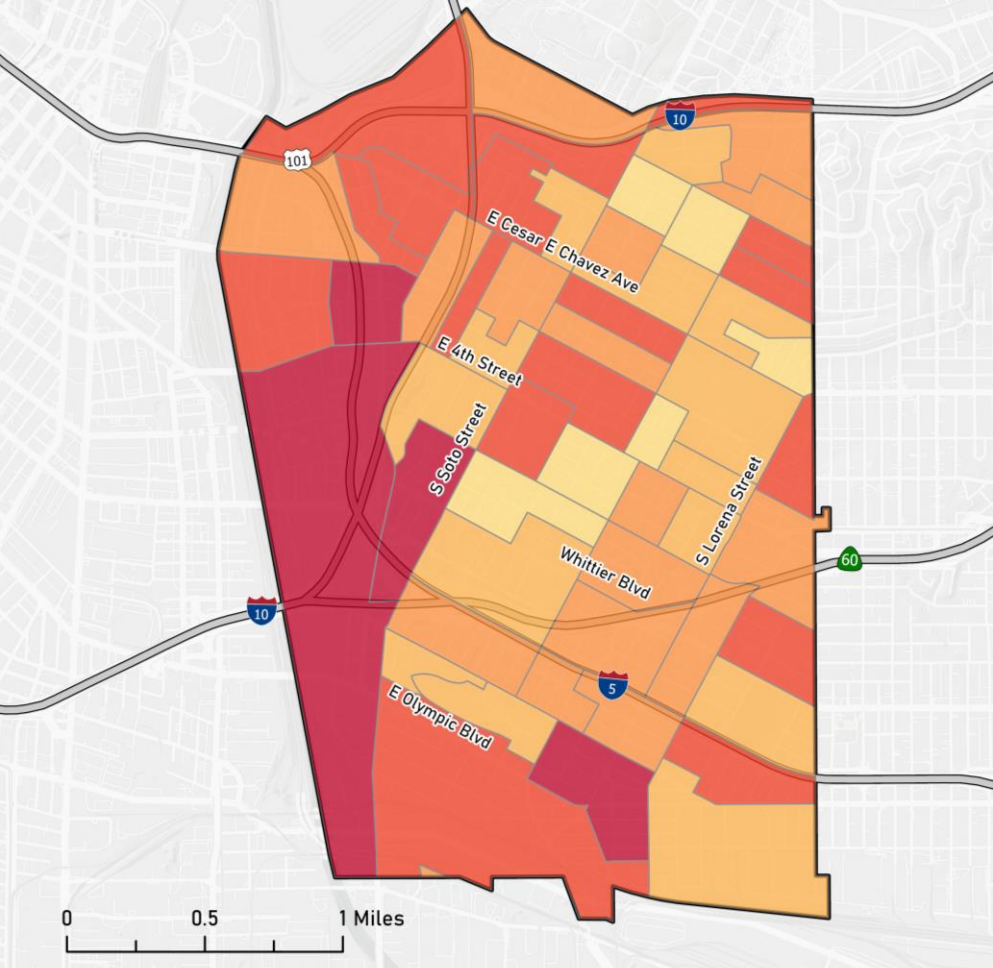 10
101
E Cesar E Chavez Ave
E 4th Street
S Soto Street
S Lorena Street
Whittier Blvd
60
10
5
E Olympic Blvd
0 0.5 1 Miles